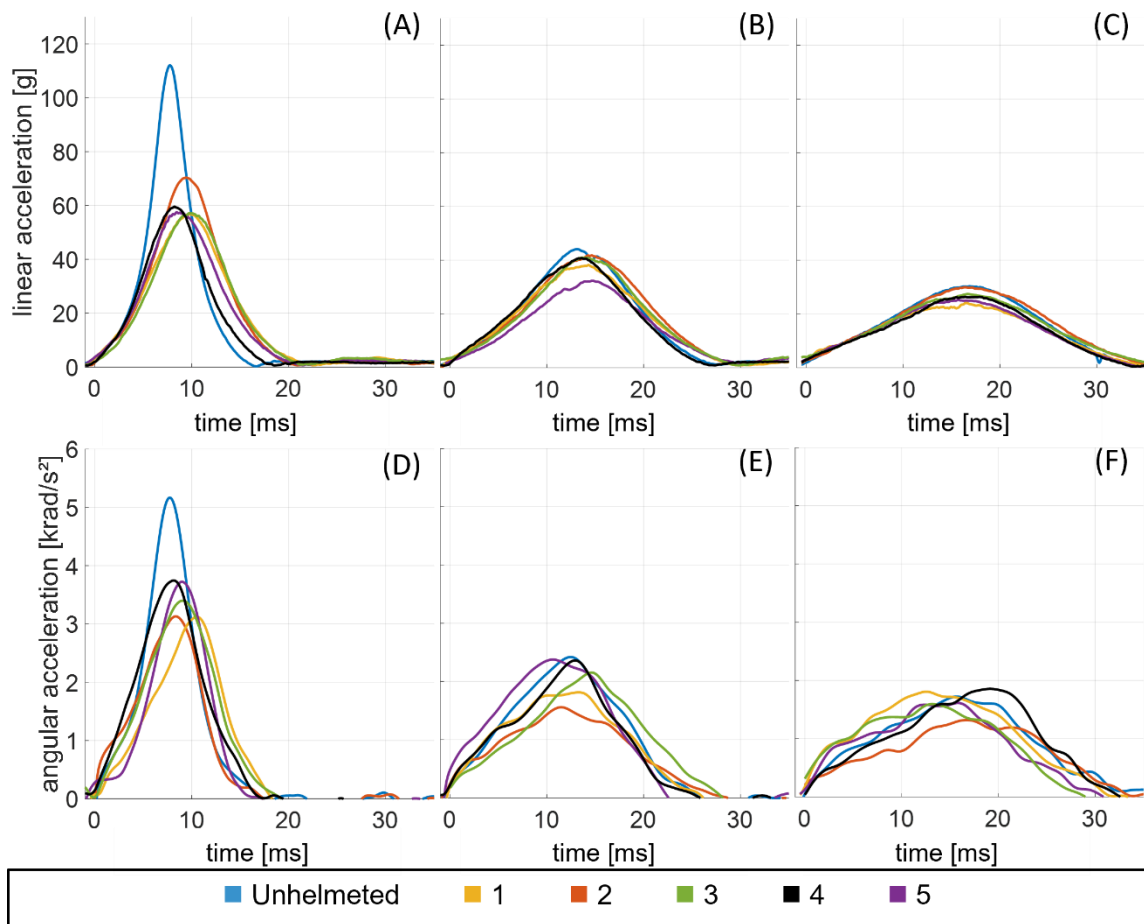 (A) (B) (C)
linear acceleration [g]
120
100
80
60
40
20
0
0 10 20 30 0 10 20 30 0 10 20 30
time [ms] time [ms] time [ms]
(D) (E) (F)
angular acceleration [krad/s²]
6
5
4
3
2
1
0
0 10 20 30 0 10 20 30 0 10 20 30
time [ms] time [ms] time [ms]
Unhelmeted 1 2 3 4 5